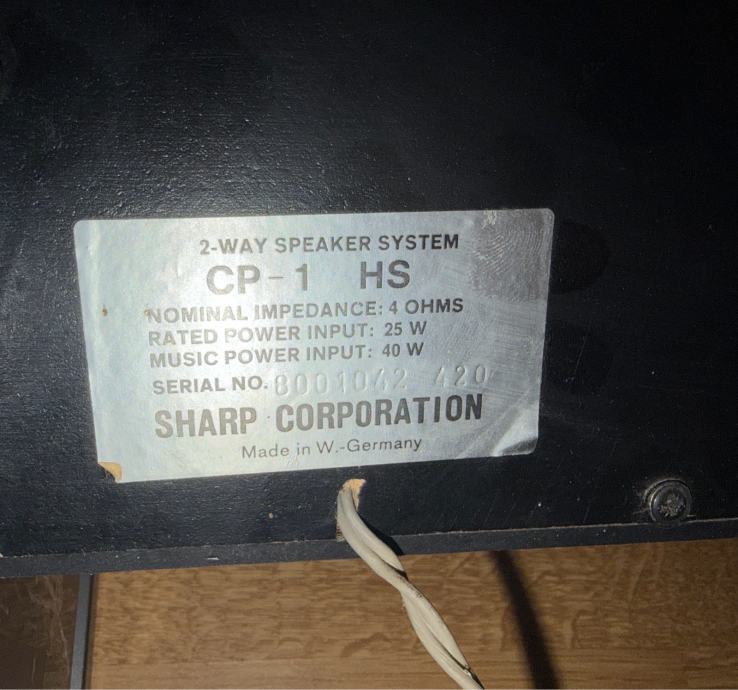 2-WAY SPEAKER SYSTEM
CP-1 HS
NOMINAL IMPEDANCE: 4 OHMS
RATED POWER INPUT: 25 W
MUSIC POWER INPUT: 40 W
SERIAL NO. 8001042 420
SHARP CORPORATION
Made in W.-Germany